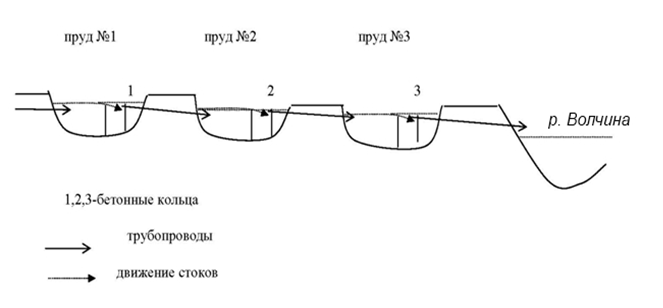 пруд №1 пруд №2 пруд №3
1 2 3
р. Волчина
1,2,3-бетонные кольца
трубопроводы
движение стоков